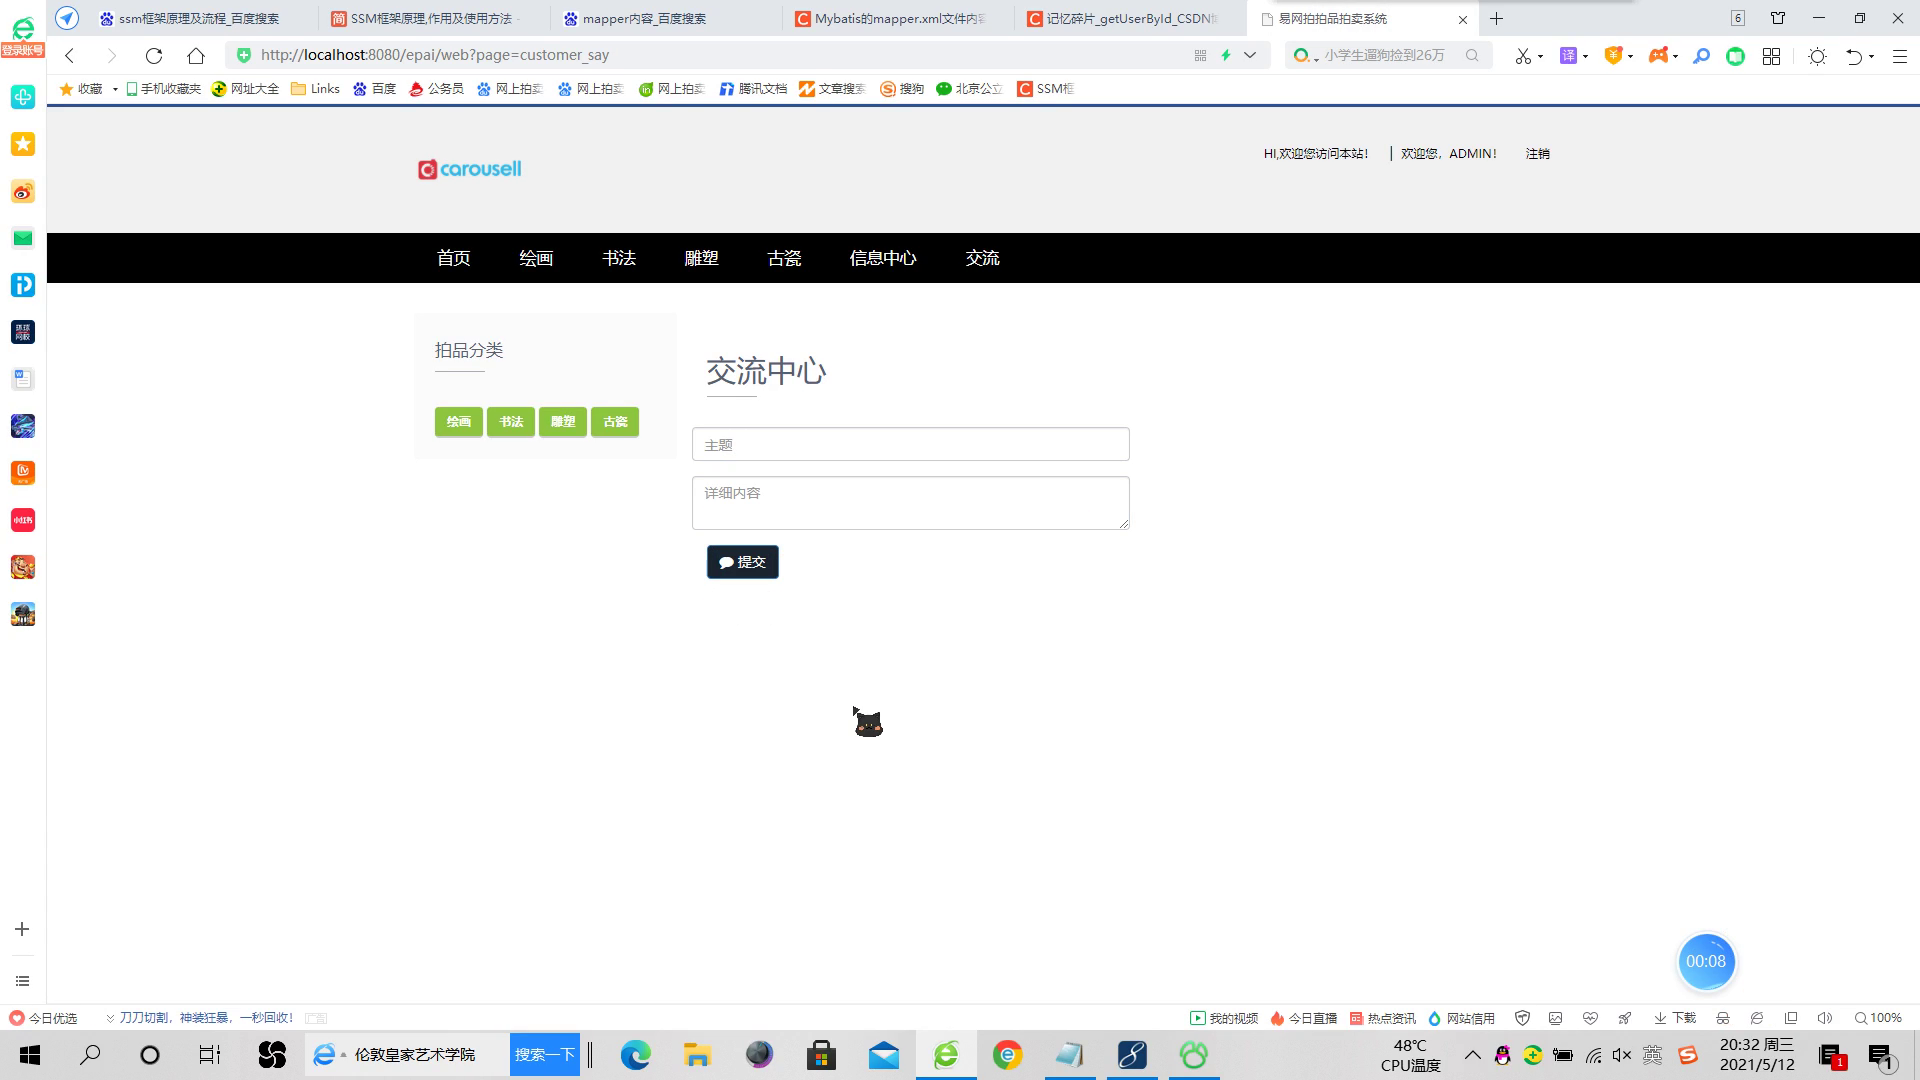 ssm框架原理及流程_百度搜索
SSM框架原理,作用及使用方法 -
mapper内容_百度搜索
Mybatis的mapper.xml文件内容
记忆碎片_getUserById_CSDN
易网拍拍品拍卖系统
6
登录账号
http://localhost:8080/epai/web?page=customer_say
小学生遛狗捡到26万
译
收藏
手机收藏夹
网址大全
Links
百度
公务员
网上拍卖
网上拍卖
网上拍卖
腾讯文档
文章搜索
搜狗
北京公立
SSM框
carousell
HI,欢迎您访问本站!
欢迎您，ADMIN!
注销
首页
绘画
书法
雕塑
古瓷
信息中心
交流
拍品分类
绘画
书法
雕塑
古瓷
交流中心
主题
详细内容
提交
环球网校
小红书
00:08
今日优选
刀刀切割，神装狂暴，一秒回收!
广告
我的视频
今日直播
热点资讯
网站信用
下载
100%
伦敦皇家艺术学院
搜索一下
48℃
CPU温度
英
20:32 周三
2021/5/12
1
1